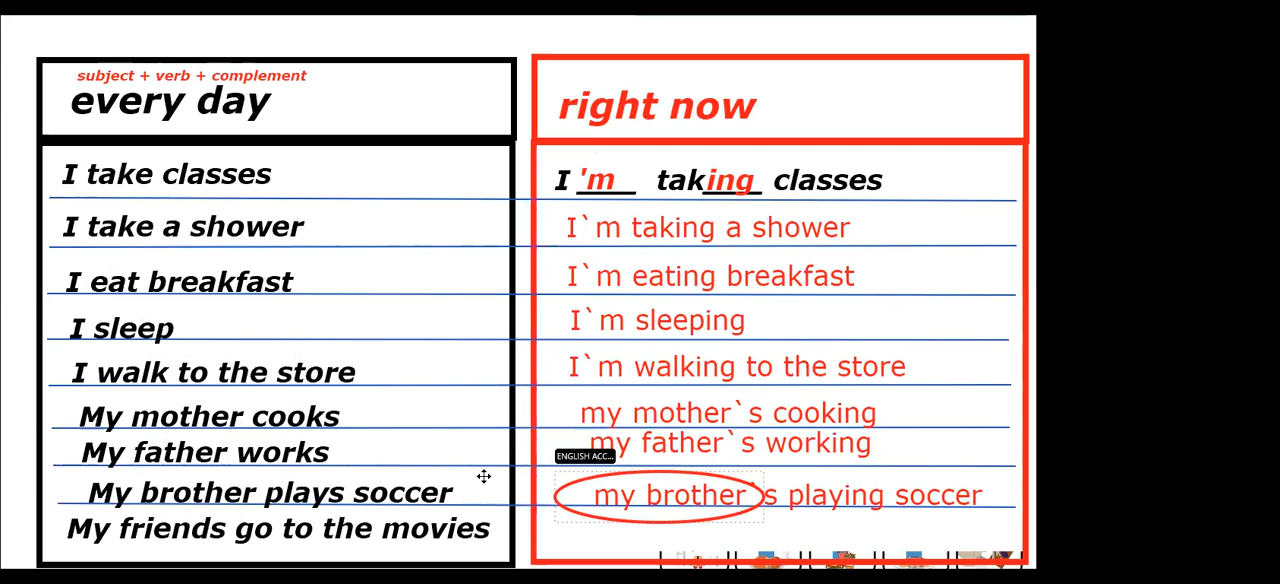 subject + verb + complement
every day
I take classes
I take a shower
I eat breakfast
I sleep
I walk to the store
My mother cooks
My father works
My brother plays soccer
My friends go to the movies
right now
I 'm taking classes
I`m taking a shower
I`m eating breakfast
I`m sleeping
I`m walking to the store
my mother`s cooking
my father`s working
ENGLISH ACC...
my brother`s playing soccer